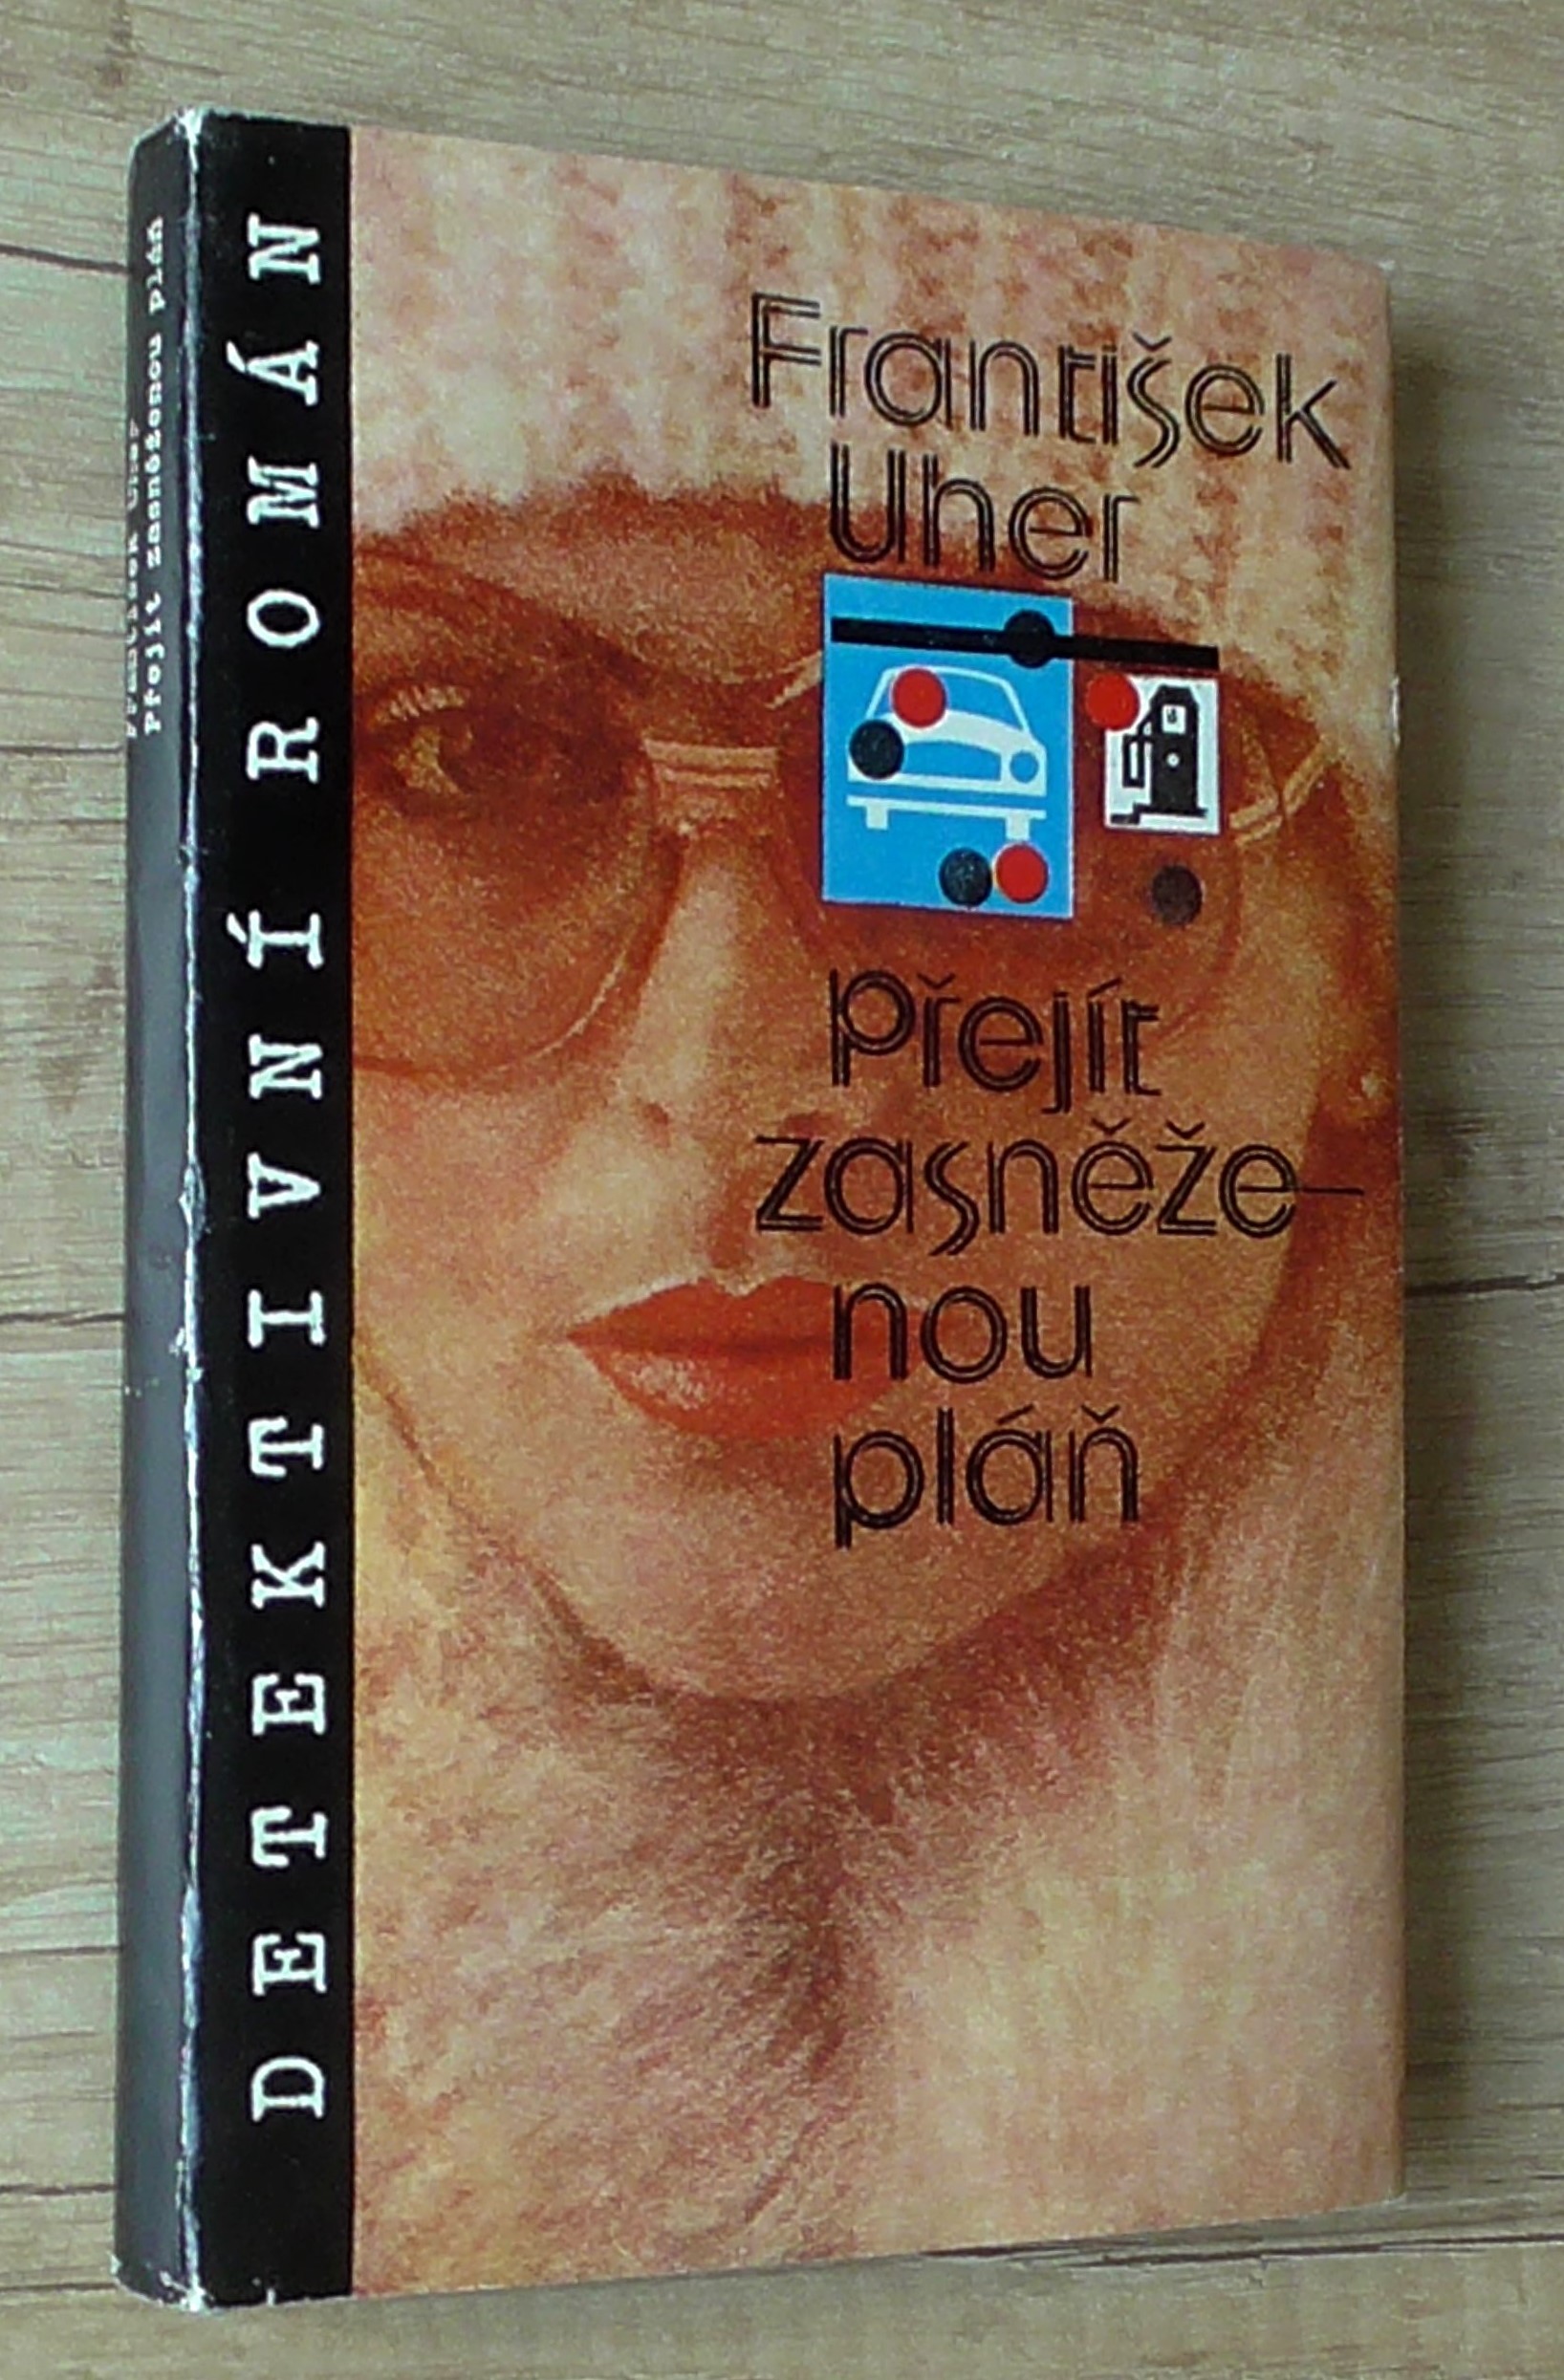 František Uher
Přejít zasněženou pláň
DETEKTIVNÍ ROMÁN
František
Uher
Přejít
zasněže-
nou
pláň